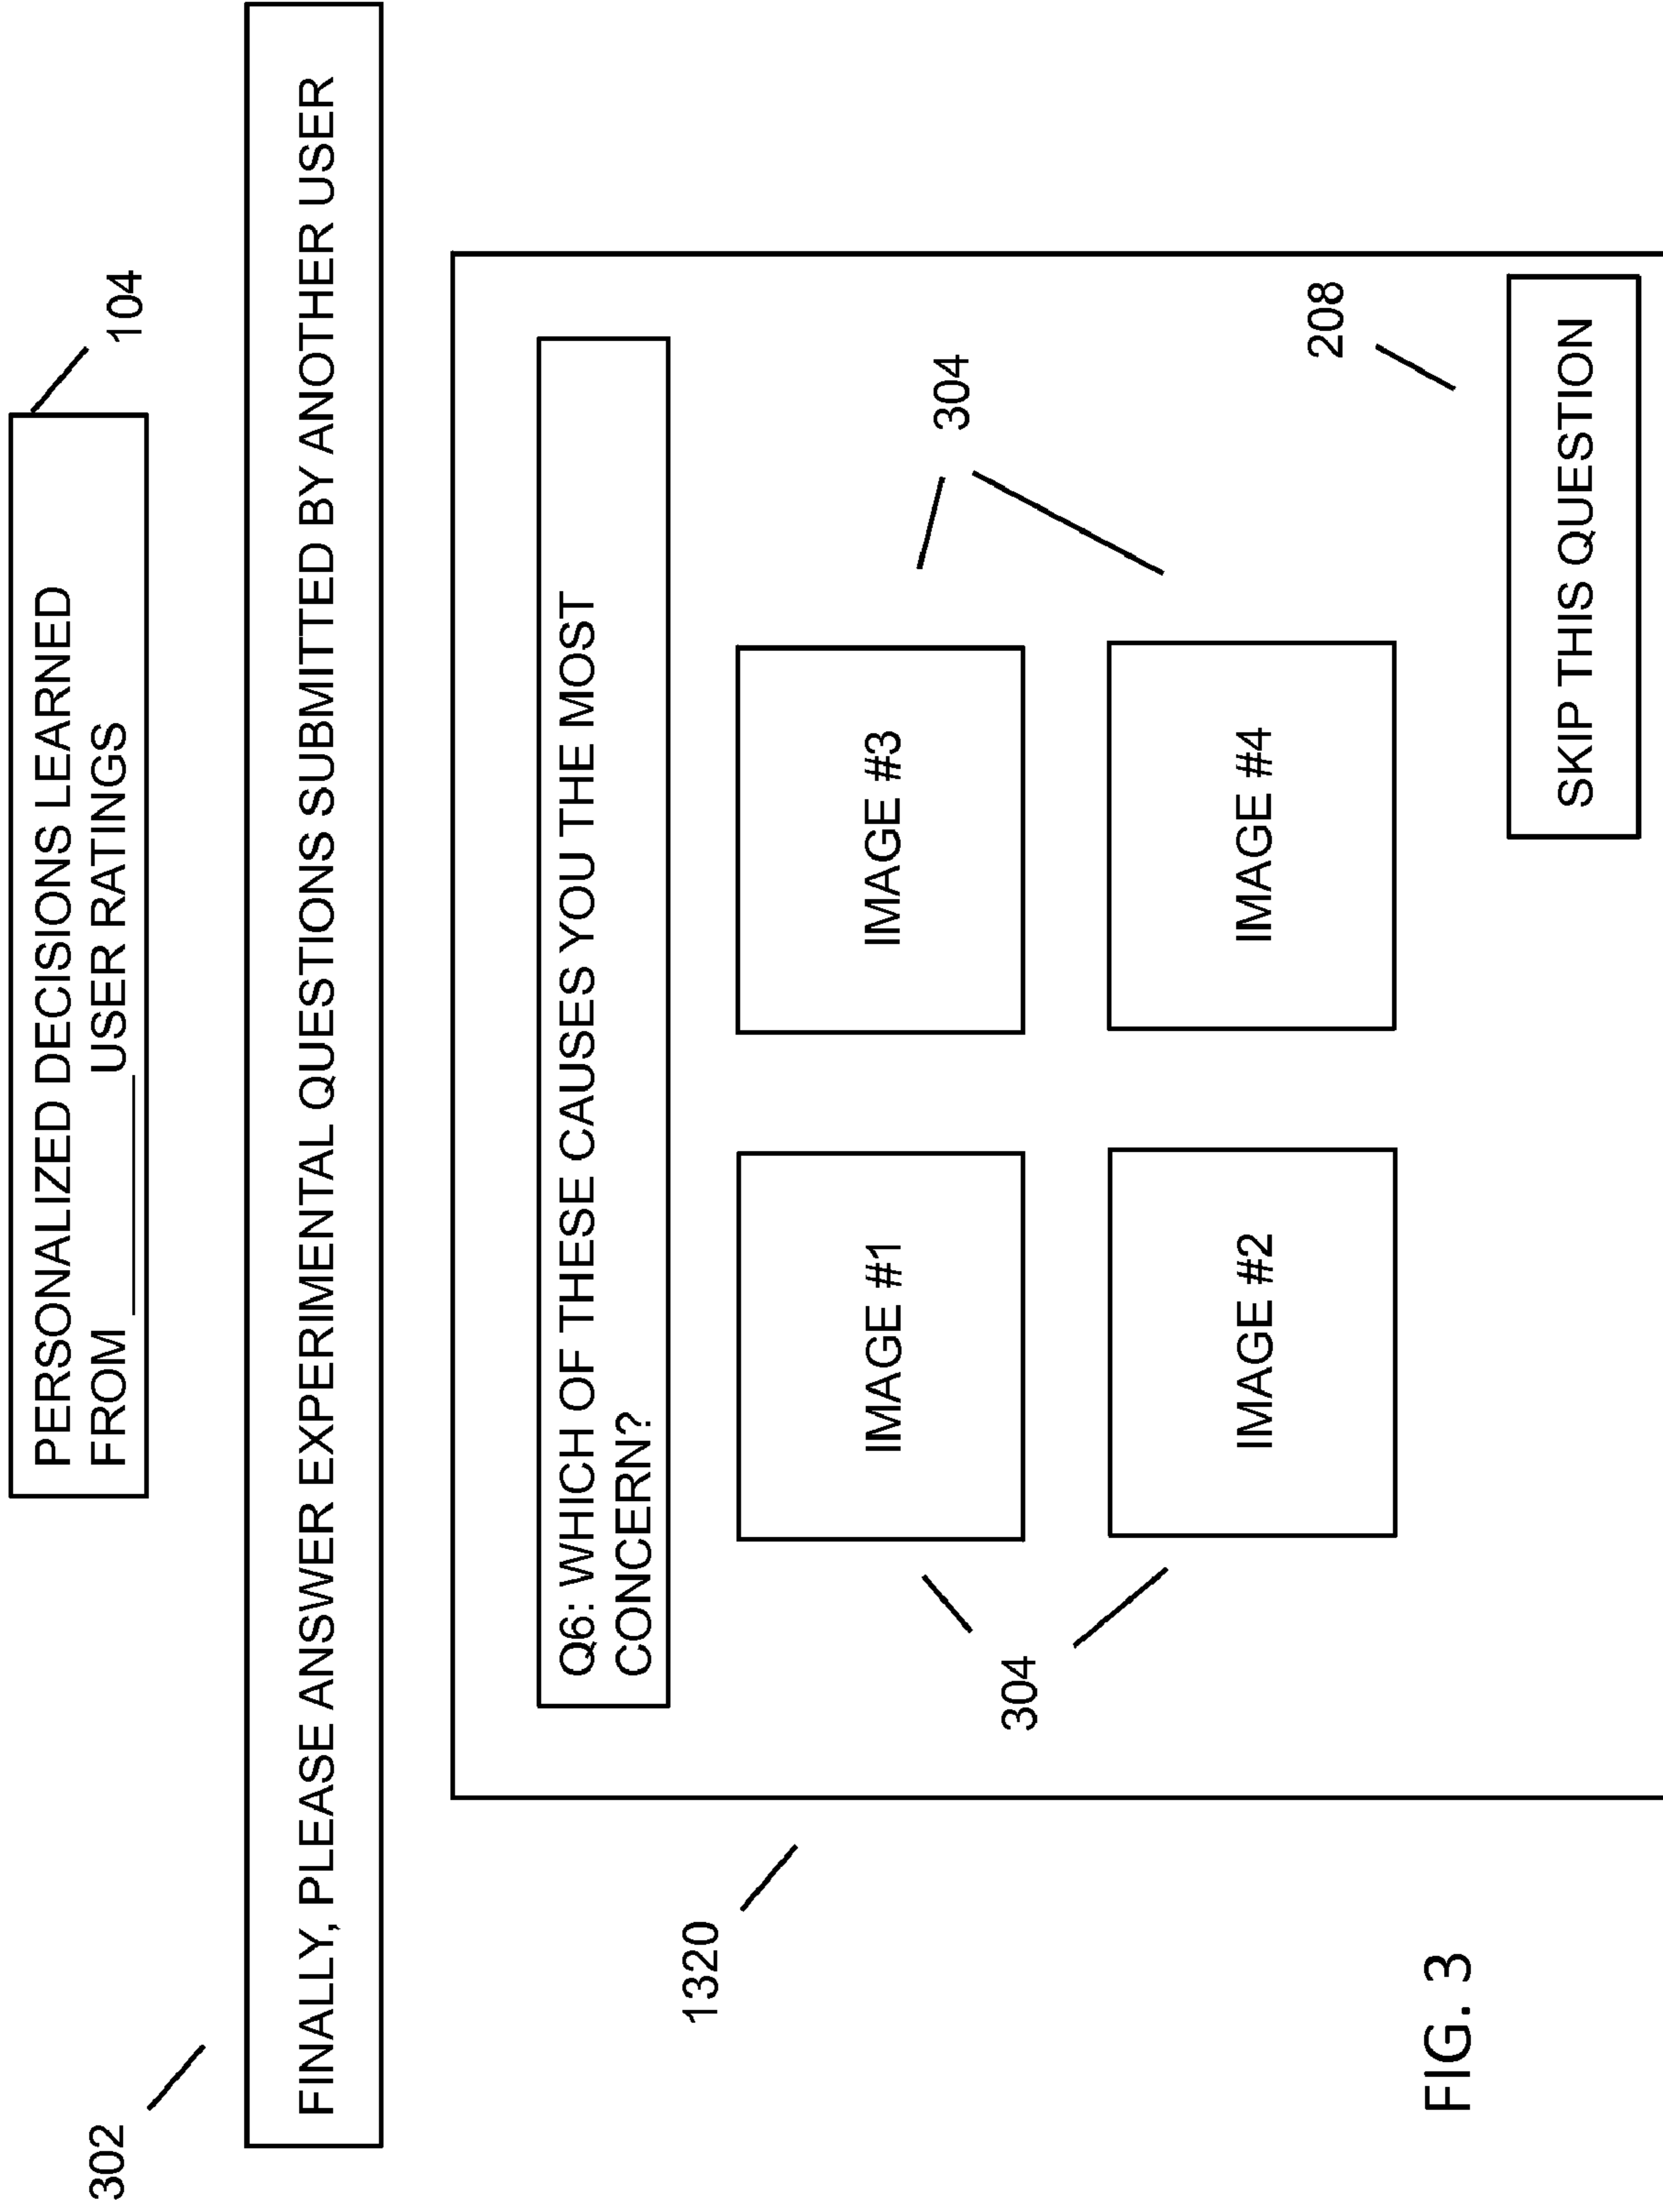 PERSONALIZED DECISIONS LEARNED
FROM ________ USER RATINGS
104
302
FINALLY, PLEASE ANSWER EXPERIMENTAL QUESTIONS SUBMITTED BY ANOTHER USER
1320
Q6: WHICH OF THESE CAUSES YOU THE MOST
CONCERN?
IMAGE #1
IMAGE #3
304
304
IMAGE #2
IMAGE #4
208
SKIP THIS QUESTION
FIG. 3